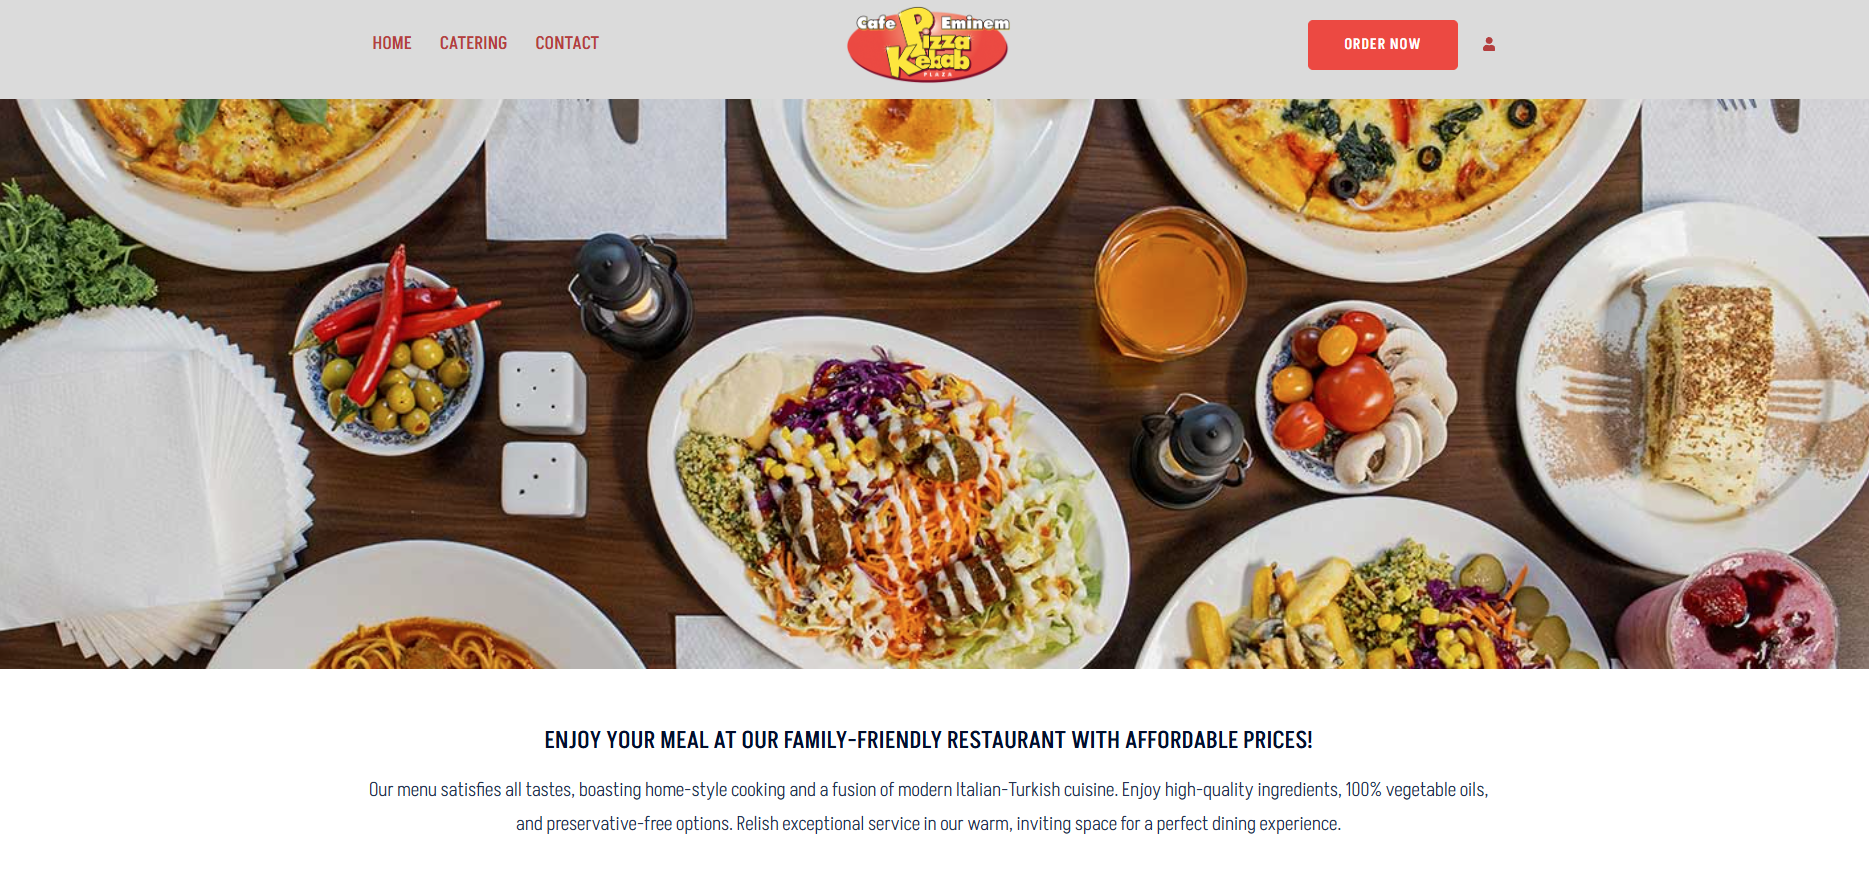 HOME CATERING CONTACT
Cafe Eminem
Pizza
Kebab
PLAZA
ORDER NOW
ENJOY YOUR MEAL AT OUR FAMILY-FRIENDLY RESTAURANT WITH AFFORDABLE PRICES!
Our menu satisfies all tastes, boasting home-style cooking and a fusion of modern Italian-Turkish cuisine. Enjoy high-quality ingredients, 100% vegetable oils,
and preservative-free options. Relish exceptional service in our warm, inviting space for a perfect dining experience.